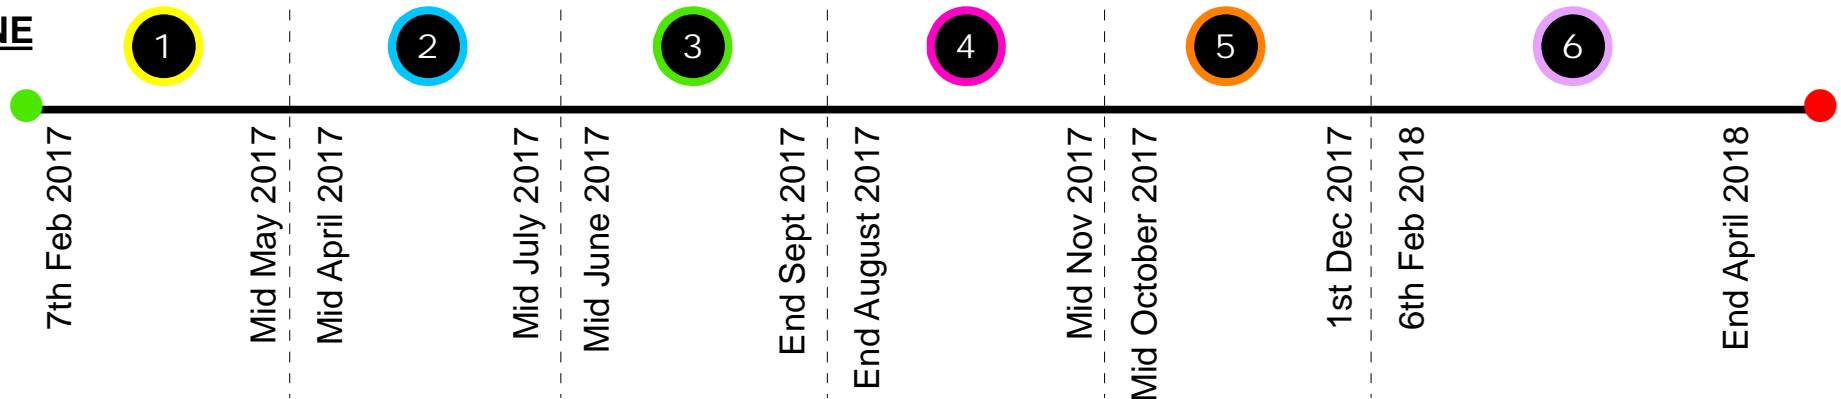 NE
1
2
3
4
5
6
7th Feb 2017
Mid May 2017
Mid April 2017
Mid July 2017
Mid June 2017
End Sept 2017
End August 2017
Mid Nov 2017
Mid October 2017
1st Dec 2017
6th Feb 2018
End April 2018